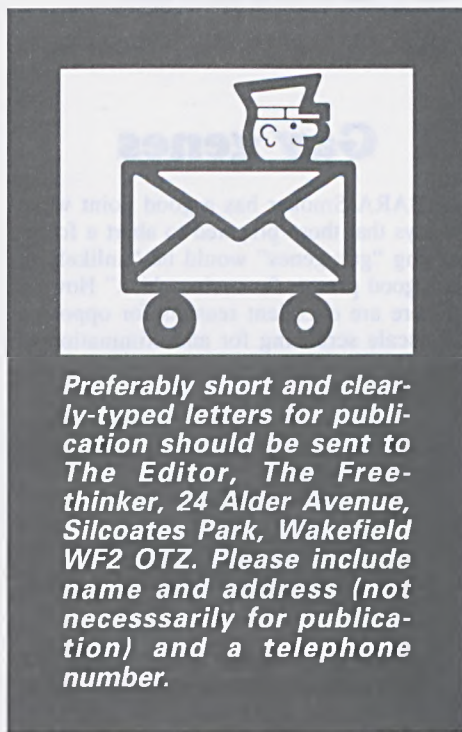 Preferably short and clear-
ly-typed letters for publi-
cation should be sent to
The Editor, The Free-
thinker, 24 Alder Avenue,
Silcoates Park, Wakefield
WF2 OTZ. Please include
name and address (not
necesssarily for publica-
tion) and a telephone
number.